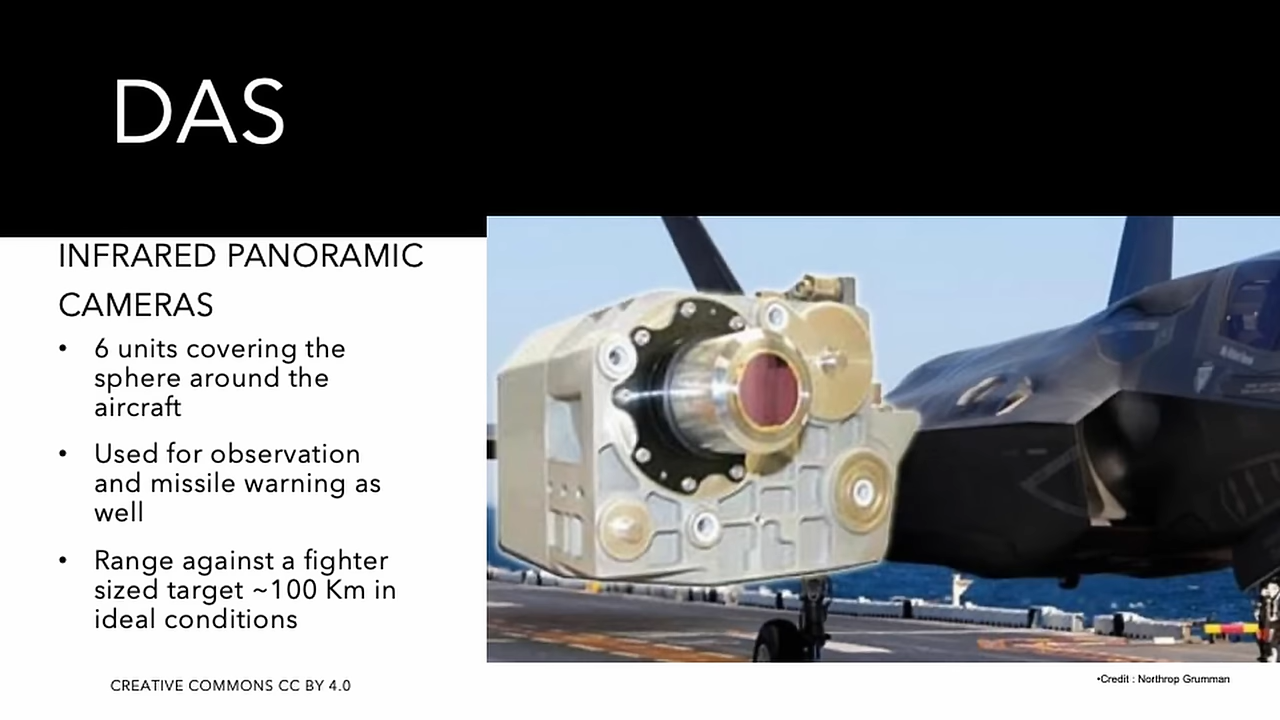 DAS
INFRARED PANORAMIC
CAMERAS
• 6 units covering the
sphere around the
aircraft
• Used for observation
and missile warning as
well
• Range against a fighter
sized target ~100 Km in
ideal conditions
CREATIVE COMMONS CC BY 4.0
•Credit : Northrop Grumman